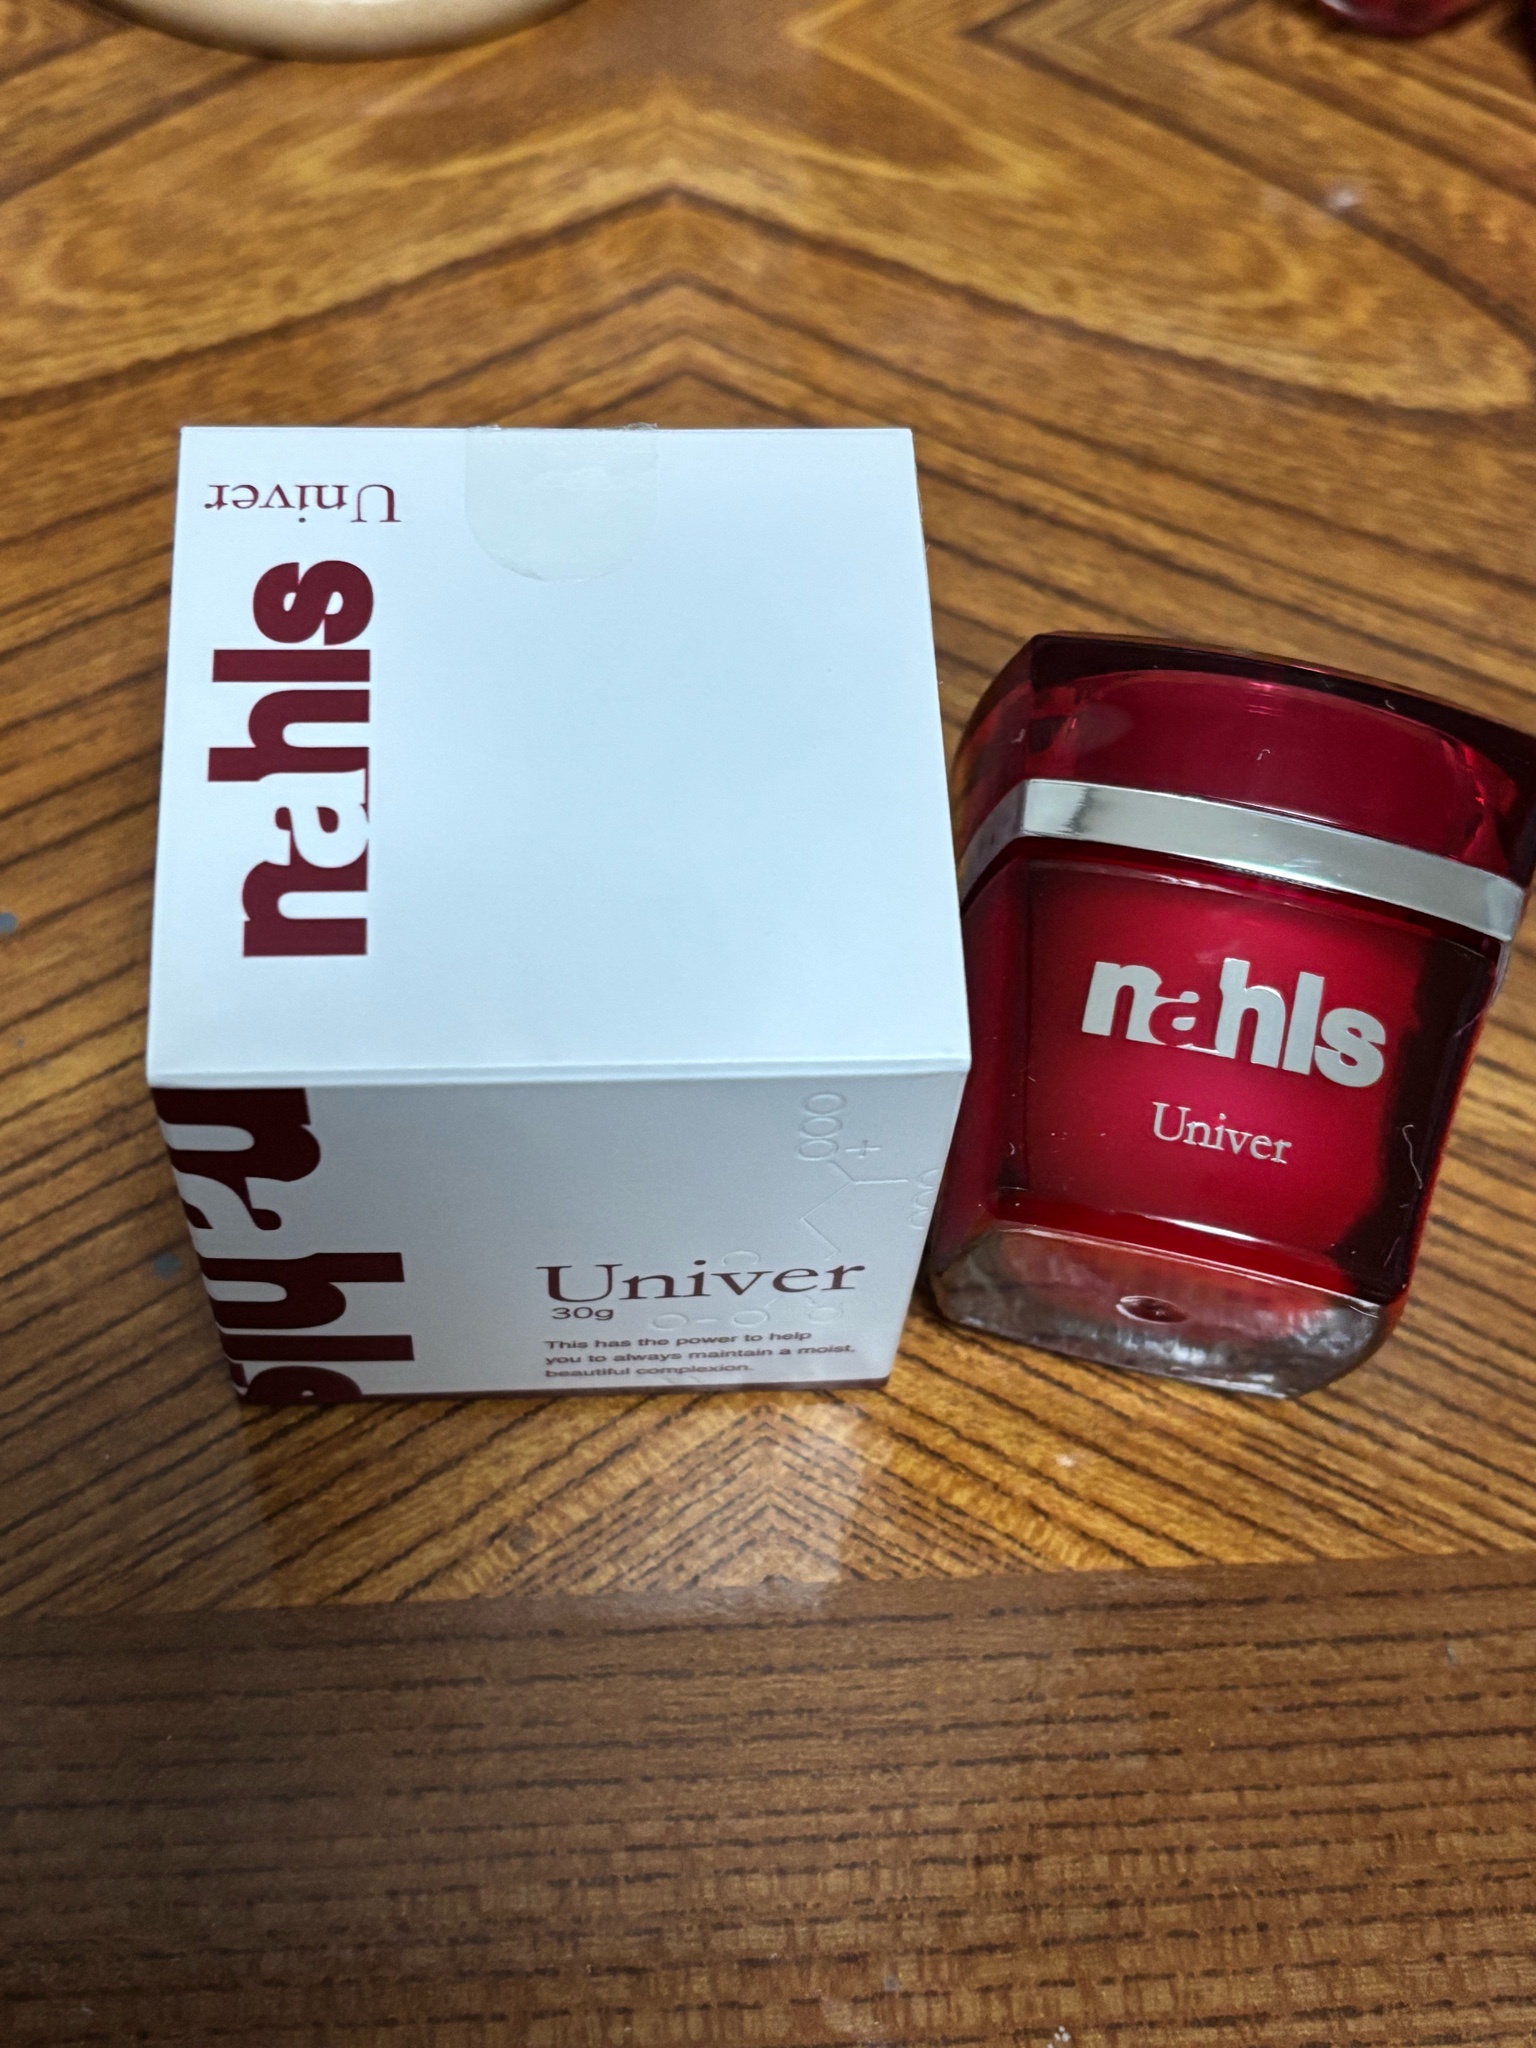 Univer
nahls
nahls
Univer
30g
This has the power to help
you to always maintain a moist,
beautiful complexion.
nahls
Univer